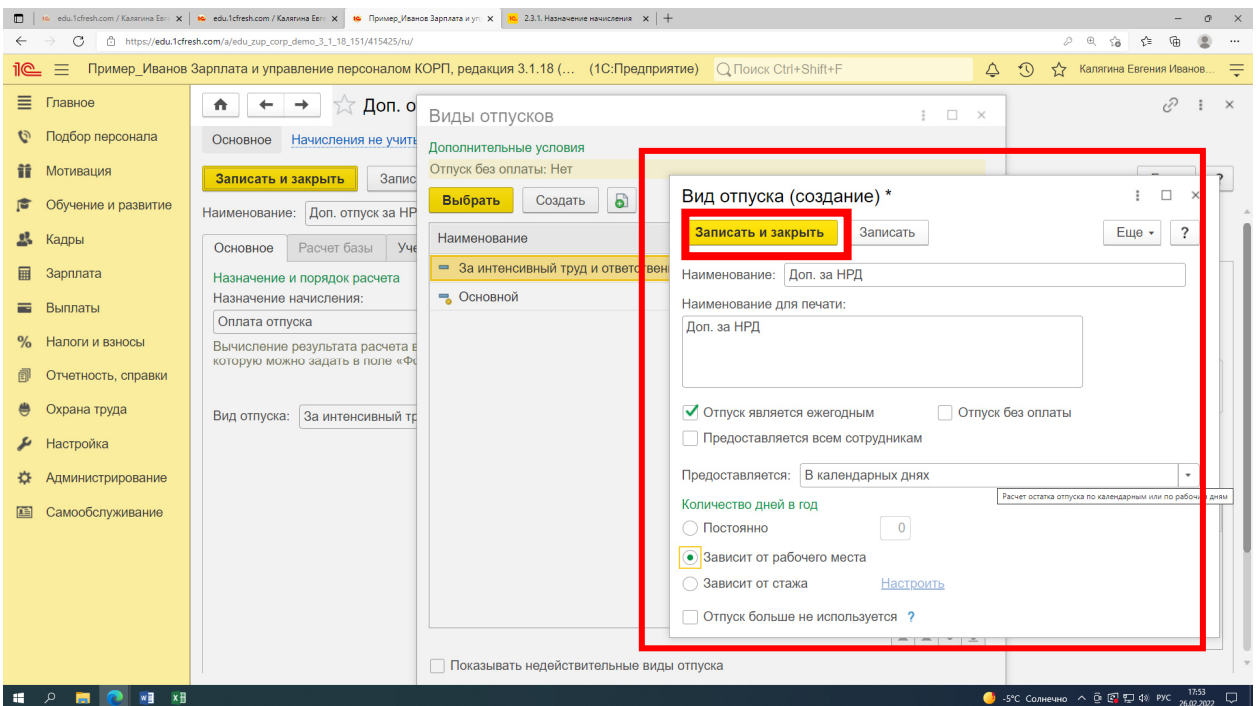 edu.1cfresh.com / Калягина Евг
edu.1cfresh.com / Калягина Евг
Пример_Иванов Зарплата и уп
2.3.1. Назначение начисления
https://edu.1cfresh.com/a/edu_zup_corp_demo_3_1_18_151/415425/ru/
Пример_Иванов Зарплата и управление персоналом КОРП, редакция 3.1.18 (... (1С:Предприятие)
Поиск Ctrl+Shift+F
Калягина Евгения Иванов...
Главное
Подбор персонала
Мотивация
Обучение и развитие
Кадры
Зарплата
Выплаты
Налоги и взносы
Отчетность, справки
Охрана труда
Настройка
Администрирование
Самообслуживание
Доп. о
Основное Начисления не учить
Записать и закрыть Запис
Наименование: Доп. отпуск за НР
Основное Расчет базы Уче
Назначение и порядок расчета
Назначение начисления:
Оплата отпуска
Вычисление результата расчета в
которую можно задать в поле «Фо
Вид отпуска: За интенсивный тр
Виды отпусков
Дополнительные условия
Отпуск без оплаты: Нет
Выбрать Создать
Наименование
За интенсивный труд и ответствен
Основной
Показывать недействительные виды отпуска
Вид отпуска (создание) *
Записать и закрыть Записать Еще ?
Наименование: Доп. за НРД
Наименование для печати:
Доп. за НРД
Отпуск является ежегодным Отпуск без оплаты
Предоставляется всем сотрудникам
Предоставляется: В календарных днях
Расчет остатка отпуска по календарным или по рабочим дням
Количество дней в год
Постоянно 0
Зависит от рабочего места
Зависит от стажа Настроить
Отпуск больше не используется ?
-5°C Солнечно РУС 17:53
26.02.2022